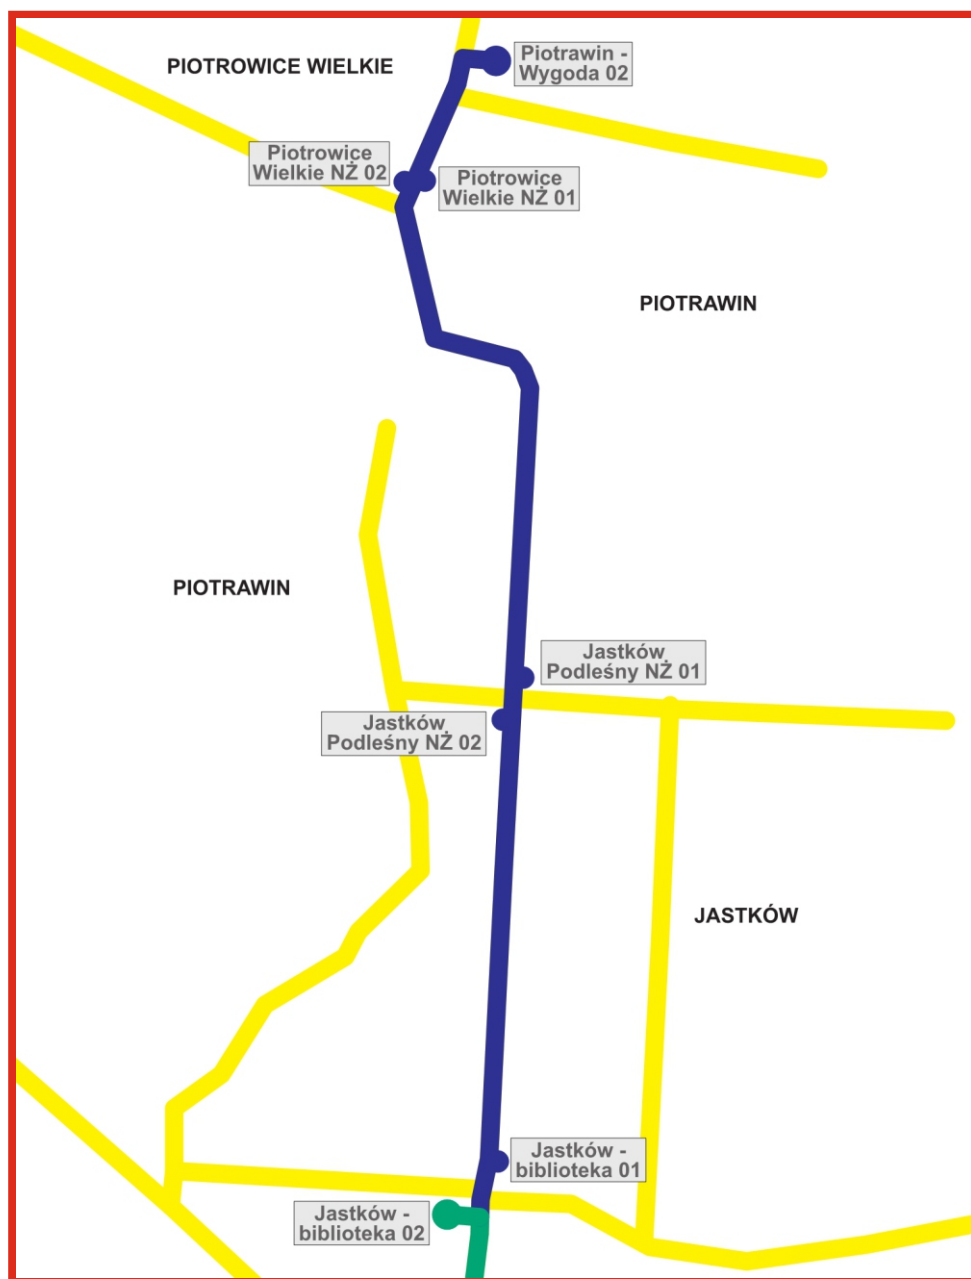 Piotrawin -
Wygoda 02
PIOTROWICE WIELKIE
Piotrowice
Wielkie NŻ 02
Piotrowice
Wielkie NŻ 01
PIOTRAWIN
PIOTRAWIN
Jastków
Podleśny NŻ 01
Jastków
Podleśny NŻ 02
JASTKÓW
Jastków -
biblioteka 01
Jastków -
biblioteka 02